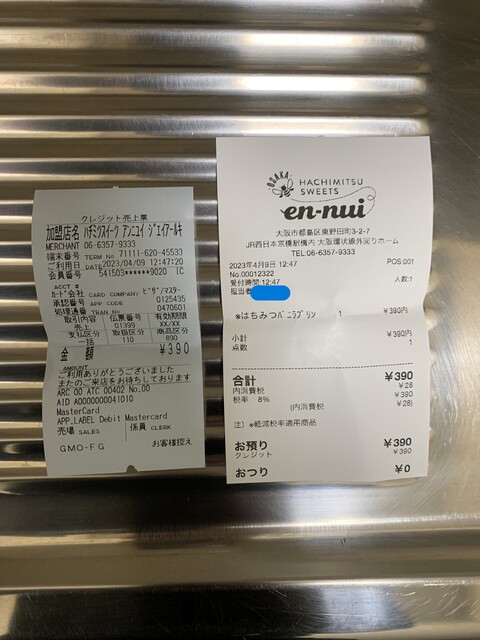 クレジット売上票
加盟店名 ﾊﾁﾐﾂｽｲｰﾂ ｱﾝﾆｭｲ ｼﾞｴｲｱｰﾙｷ
MERCHANT 06-6357-9333
端末番号 TERM No 71111-620-45533
ご利用日 DATE 2023/04/09 12:47:20
会員番号 541503******9020 IC
ACCT #
ｶｰﾄﾞ会社 CARD COMPANY ﾋﾞｻﾞ/ﾏｽﾀｰ
承認番号 APP CODE 0125435
処理通番 TRAN No 0470601
取引内容 伝票番号 有効期限
売上 01399 XX/XX
支払区分 取扱区分 商品区分
一括 110 890
金 額 ¥390
AMOUNT
ご利用ありがとうございました
またのご来店をお待ちしております
ARC 00 ATC 00402 No.00
AID A0000000041010
MasterCard
APP.LABEL Debit Mastercard
売場 SALES 係員 CLERK
GMO-FG お客様控え
OSAKA
HACHIMITSU
SWEETS
en-nui
大阪市都島区東野田町3-2-7
JR西日本京橋駅構内 大阪環状線外回りホーム
TEL:06-6357-9333
2023年4月9日 12:47 POS:001
No.00012322
受付時間:12:47 人数:1
担当者
※はちみつバニラプリン 1 ¥390円
小計 ¥390円
点数 1
合計 ¥390
内消費税 ¥28
税率 8% ¥390
(内消費税 ¥28)
注）※軽減税率適用商品
お預り ¥390
クレジット ¥390
おつり ¥0